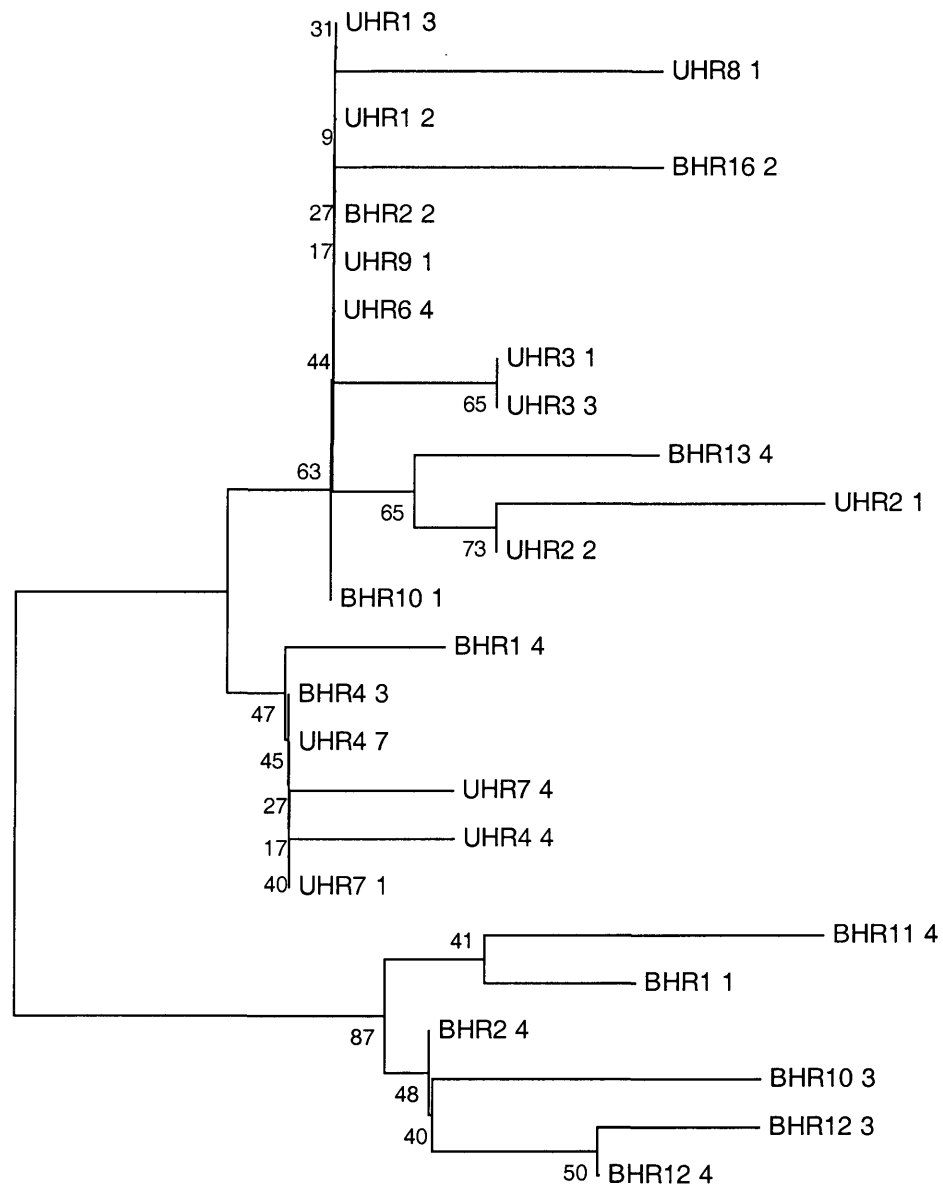 31 UHR1 3
UHR8 1
UHR1 2
9
BHR16 2
27 BHR2 2
17
UHR9 1
UHR6 4
UHR3 1
44
65 UHR3 3
BHR13 4
63
UHR2 1
65
73 UHR2 2
BHR10 1
BHR1 4
BHR4 3
47
UHR4 7
45
UHR7 4
27
UHR4 4
17
40 UHR7 1
BHR11 4
41
BHR1 1
BHR2 4
87
BHR10 3
48
BHR12 3
40
50 BHR12 4